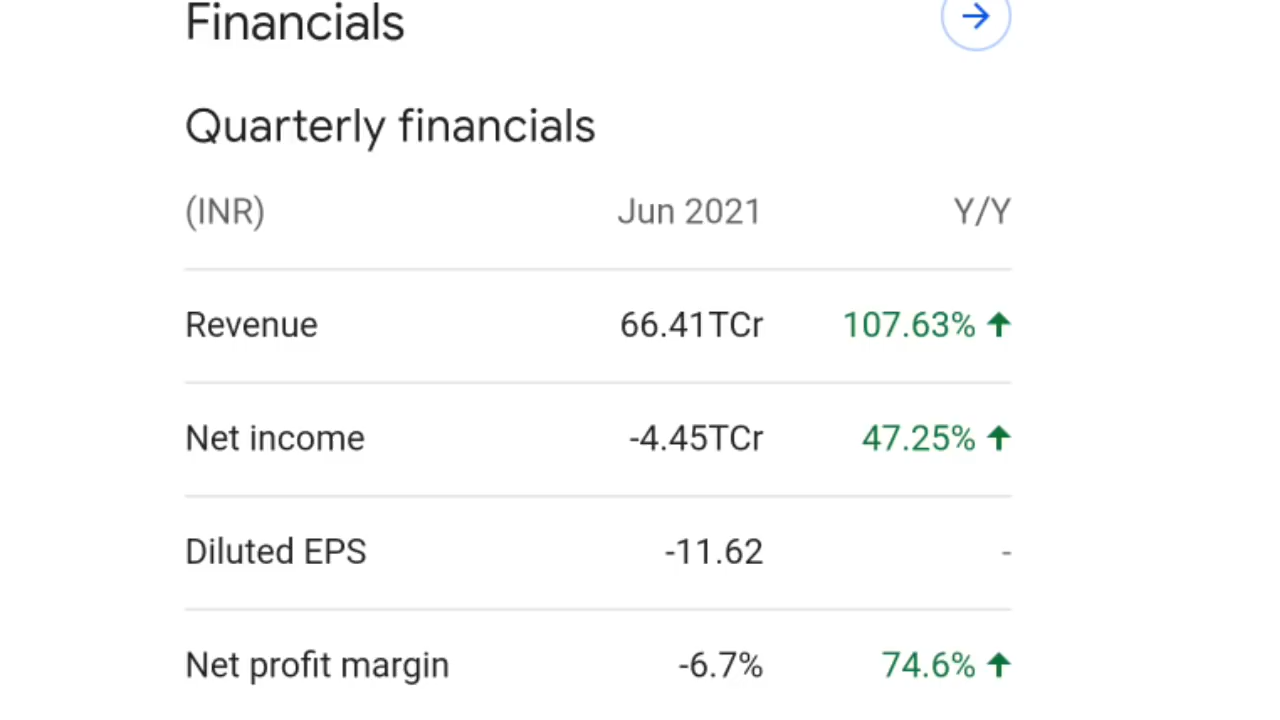 Financials
Quarterly financials
(INR) Jun 2021 Y/Y
Revenue 66.41TCr 107.63%
Net income -4.45TCr 47.25%
Diluted EPS -11.62 -
Net profit margin -6.7% 74.6%